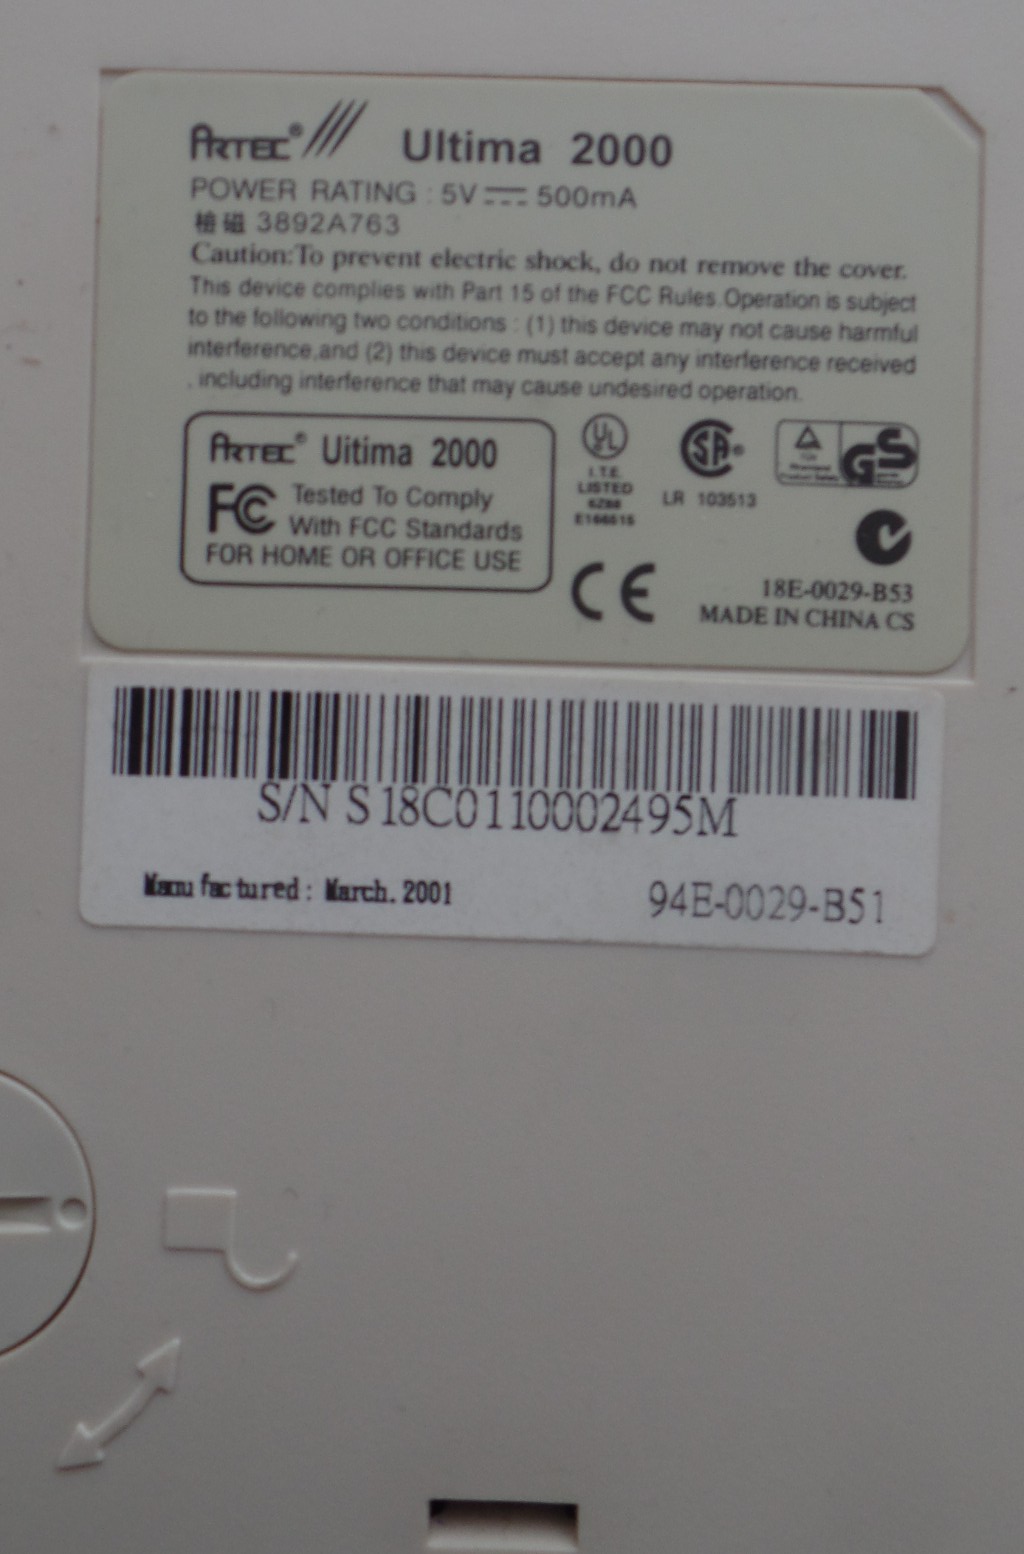 ARTEC® Ultima 2000
POWER RATING : 5V ⎓ 500mA
檢磁 3892A763
Caution:To prevent electric shock, do not remove the cover.
This device complies with Part 15 of the FCC Rules.Operation is subject
to the following two conditions : (1) this device may not cause harmful
interference,and (2) this device must accept any interference received
, including interference that may cause undesired operation.
ARTEC® Uitima 2000
FC Tested To Comply
With FCC Standards
FOR HOME OR OFFICE USE
UL
I.T.E.
LISTED
E166615
SA®
LR 103513
GS
CE
18E-0029-B53
MADE IN CHINA CS
S/N S18C0110002495M
Manufactured: March. 2001
94E-0029-B51